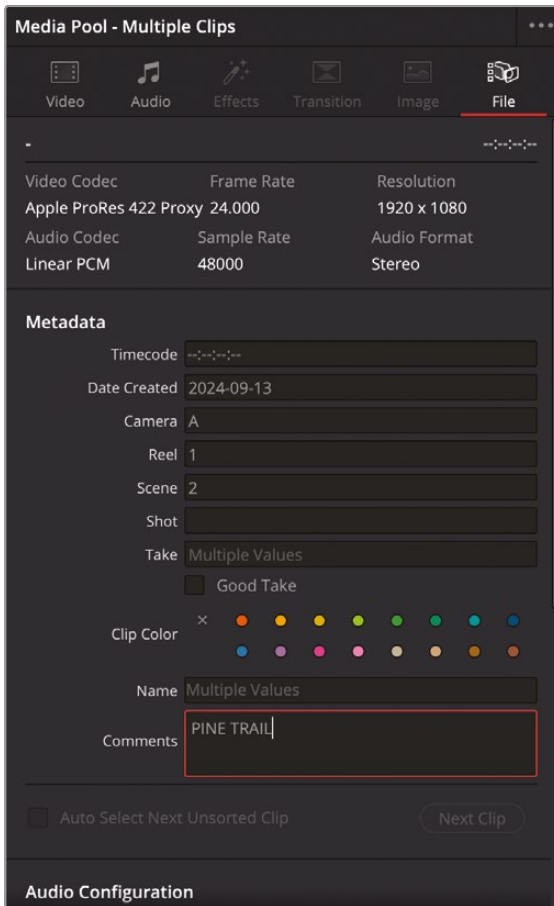 Media Pool - Multiple Clips
Video Audio Effects Transition Image File
- --:--:--:--
Video Codec Frame Rate Resolution
Apple ProRes 422 Proxy 24.000 1920 x 1080
Audio Codec Sample Rate Audio Format
Linear PCM 48000 Stereo
Metadata
Timecode --:--:--:--
Date Created 2024-09-13
Camera A
Reel 1
Scene 2
Shot
Take Multiple Values
Good Take
Clip Color
Name Multiple Values
Comments PINE TRAIL
Auto Select Next Unsorted Clip Next Clip
Audio Configuration